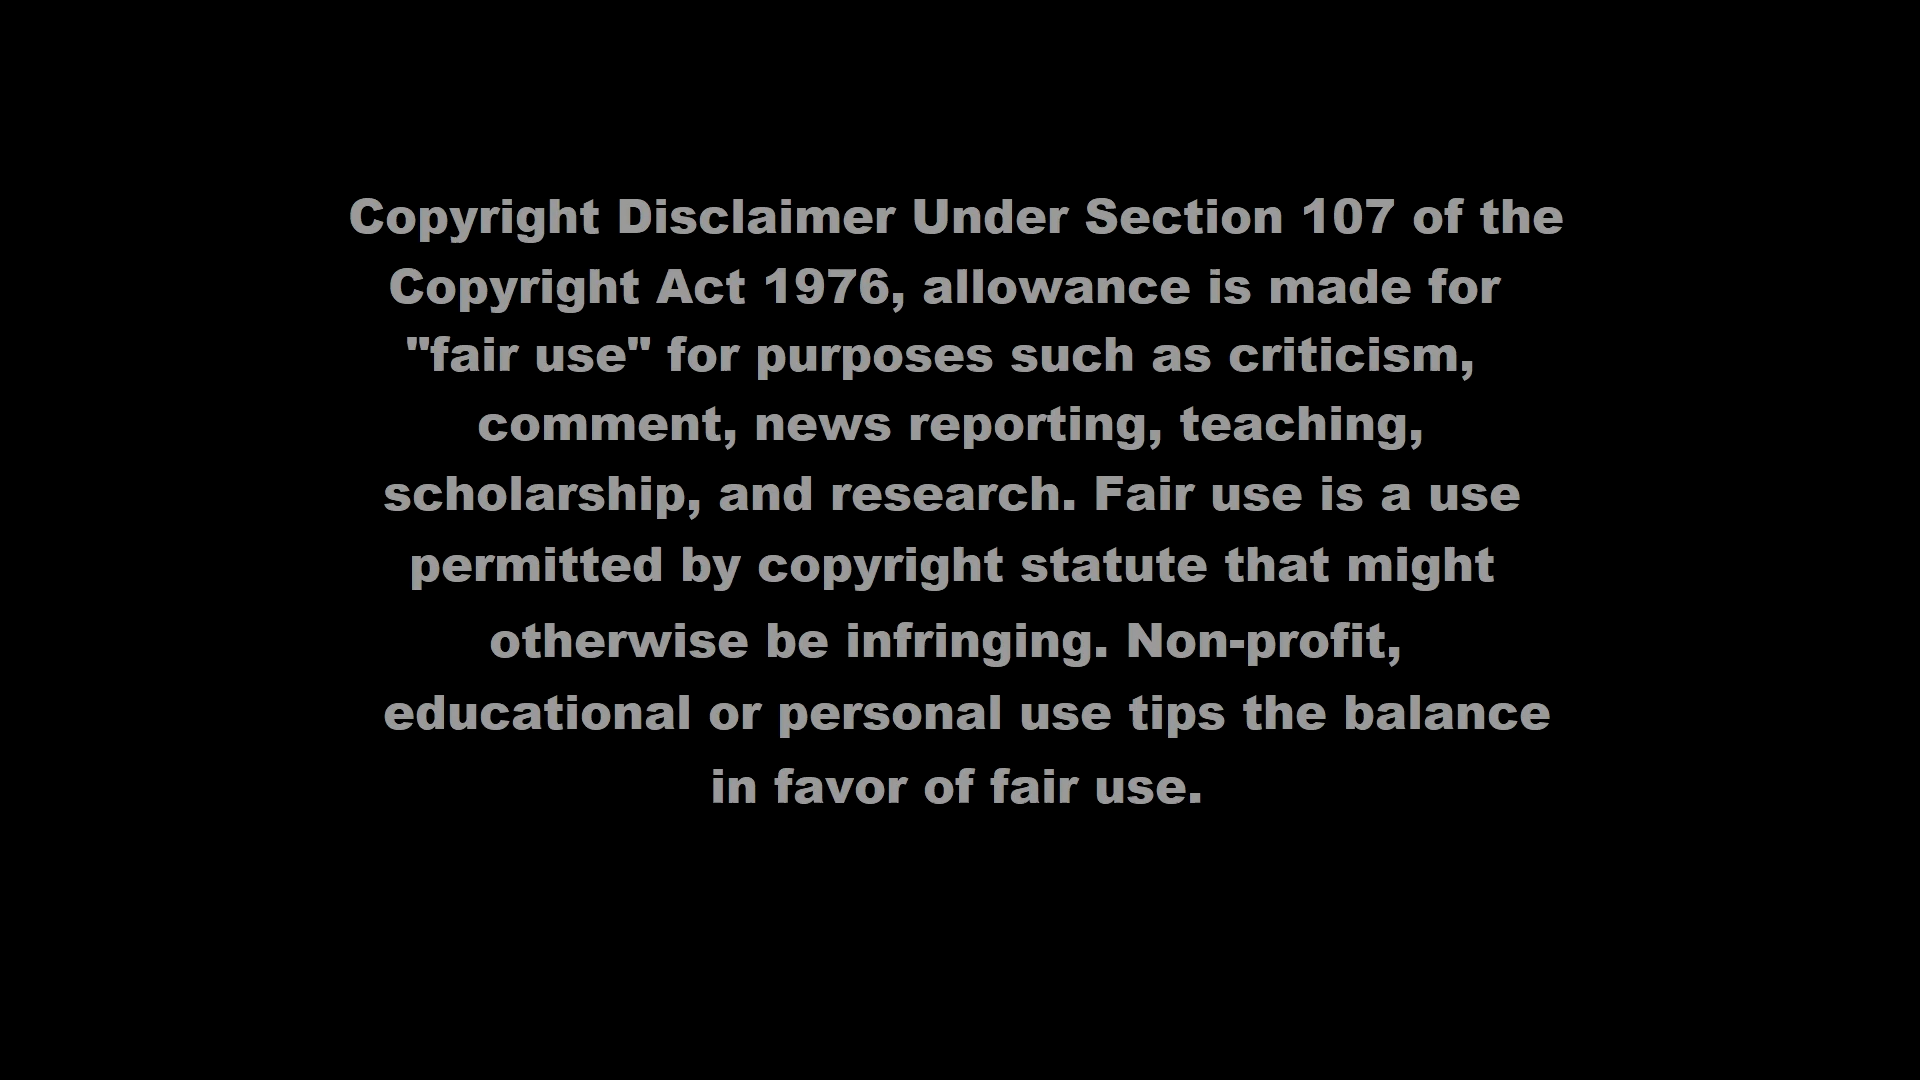 Copyright Disclaimer Under Section 107 of the
Copyright Act 1976, allowance is made for
"fair use" for purposes such as criticism,
comment, news reporting, teaching,
scholarship, and research. Fair use is a use
permitted by copyright statute that might
otherwise be infringing. Non-profit,
educational or personal use tips the balance
in favor of fair use.